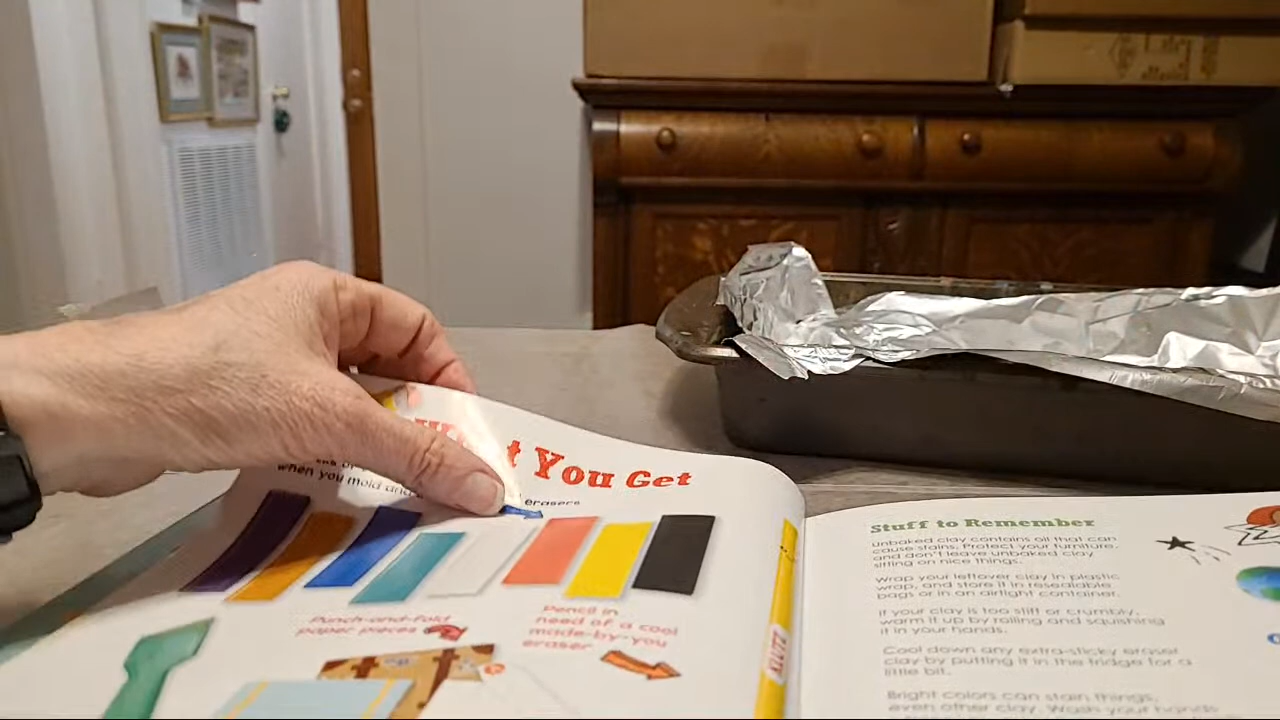 You Get
when you mold and
erasers
Punch-and-fold
paper pieces
Pencil in
need of a cool
made-by-you
eraser
KLUTZ
Stuff to Remember
unbaked clay contains oil that can
cause stains. Protect your furniture,
and don't leave unbaked clay
sitting on nice things.
wrap your leftover clay in plastic
wrap, and store it in resealable
bags or in an airtight container.
If your clay is too stiff or crumbly,
warm it up by rolling and squishing
it in your hands.
Cool down any extra-sticky eraser
clay by putting it in the fridge for a
little bit.
Bright colors can stain things,
even other clay. Wash your hands